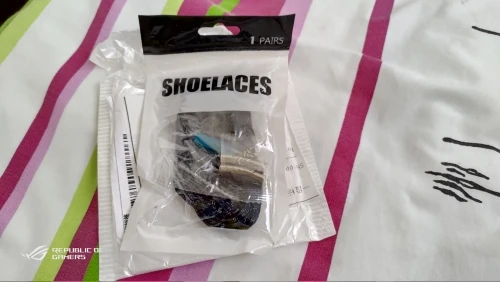 1 PAIRS
SHOELACES
REPUBLIC OF
GAMERS